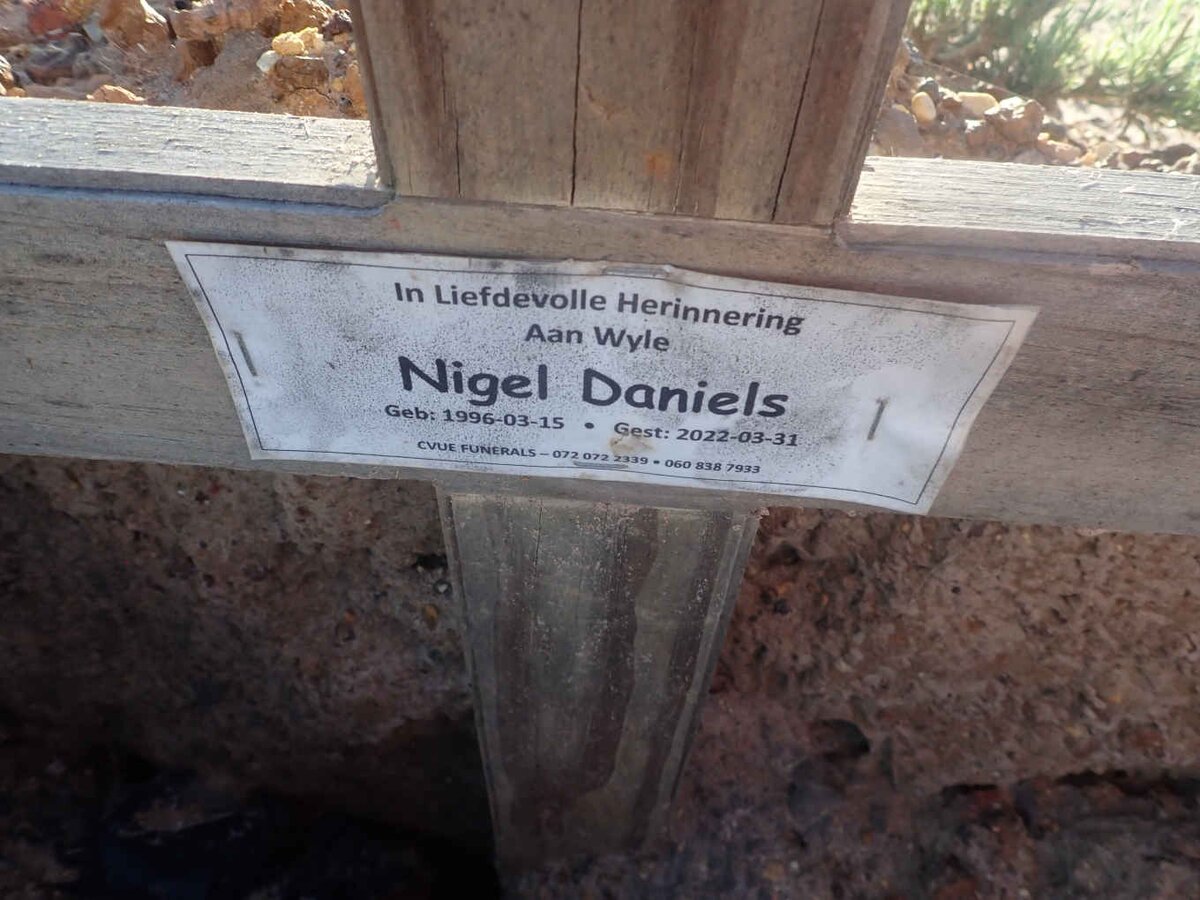 In Liefdevolle Herinnering
Aan Wyle
Nigel Daniels
Geb: 1996-03-15 • Gest: 2022-03-31
CVUE FUNERALS – 072 072 2339 • 060 838 7933